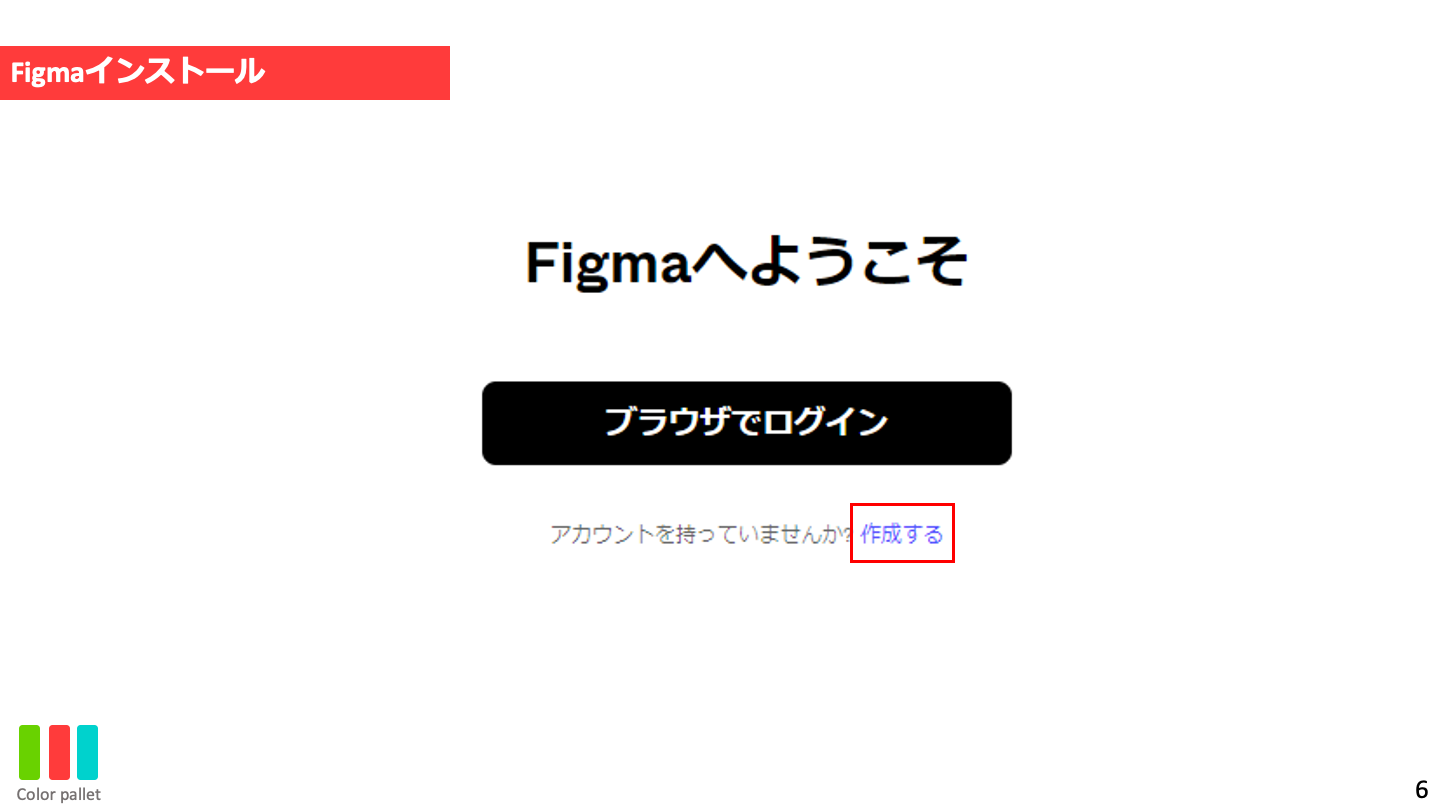 Figmaインストール
Figmaへようこそ
ブラウザでログイン
アカウントを持っていませんか? 作成する
Color pallet
6